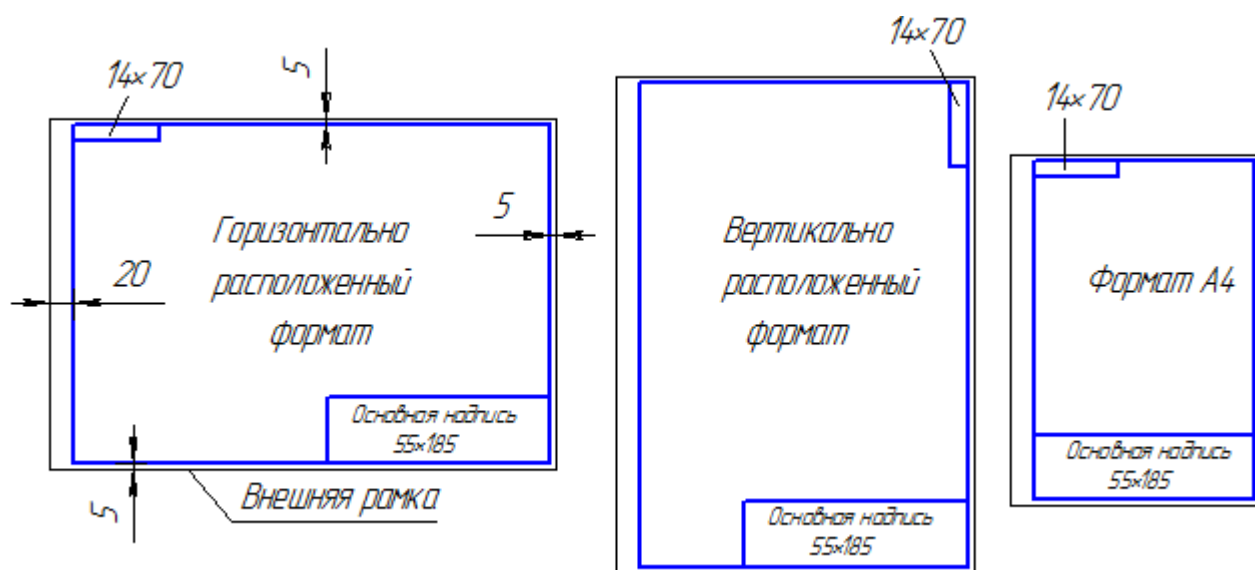 14×70
5
Горизонтально
расположенный
формат
5
20
Основная надпись
55×185
5
Внешняя рамка
14×70
Вертикально
расположенный
формат
Основная надпись
55×185
14×70
Формат А4
Основная надпись
55×185